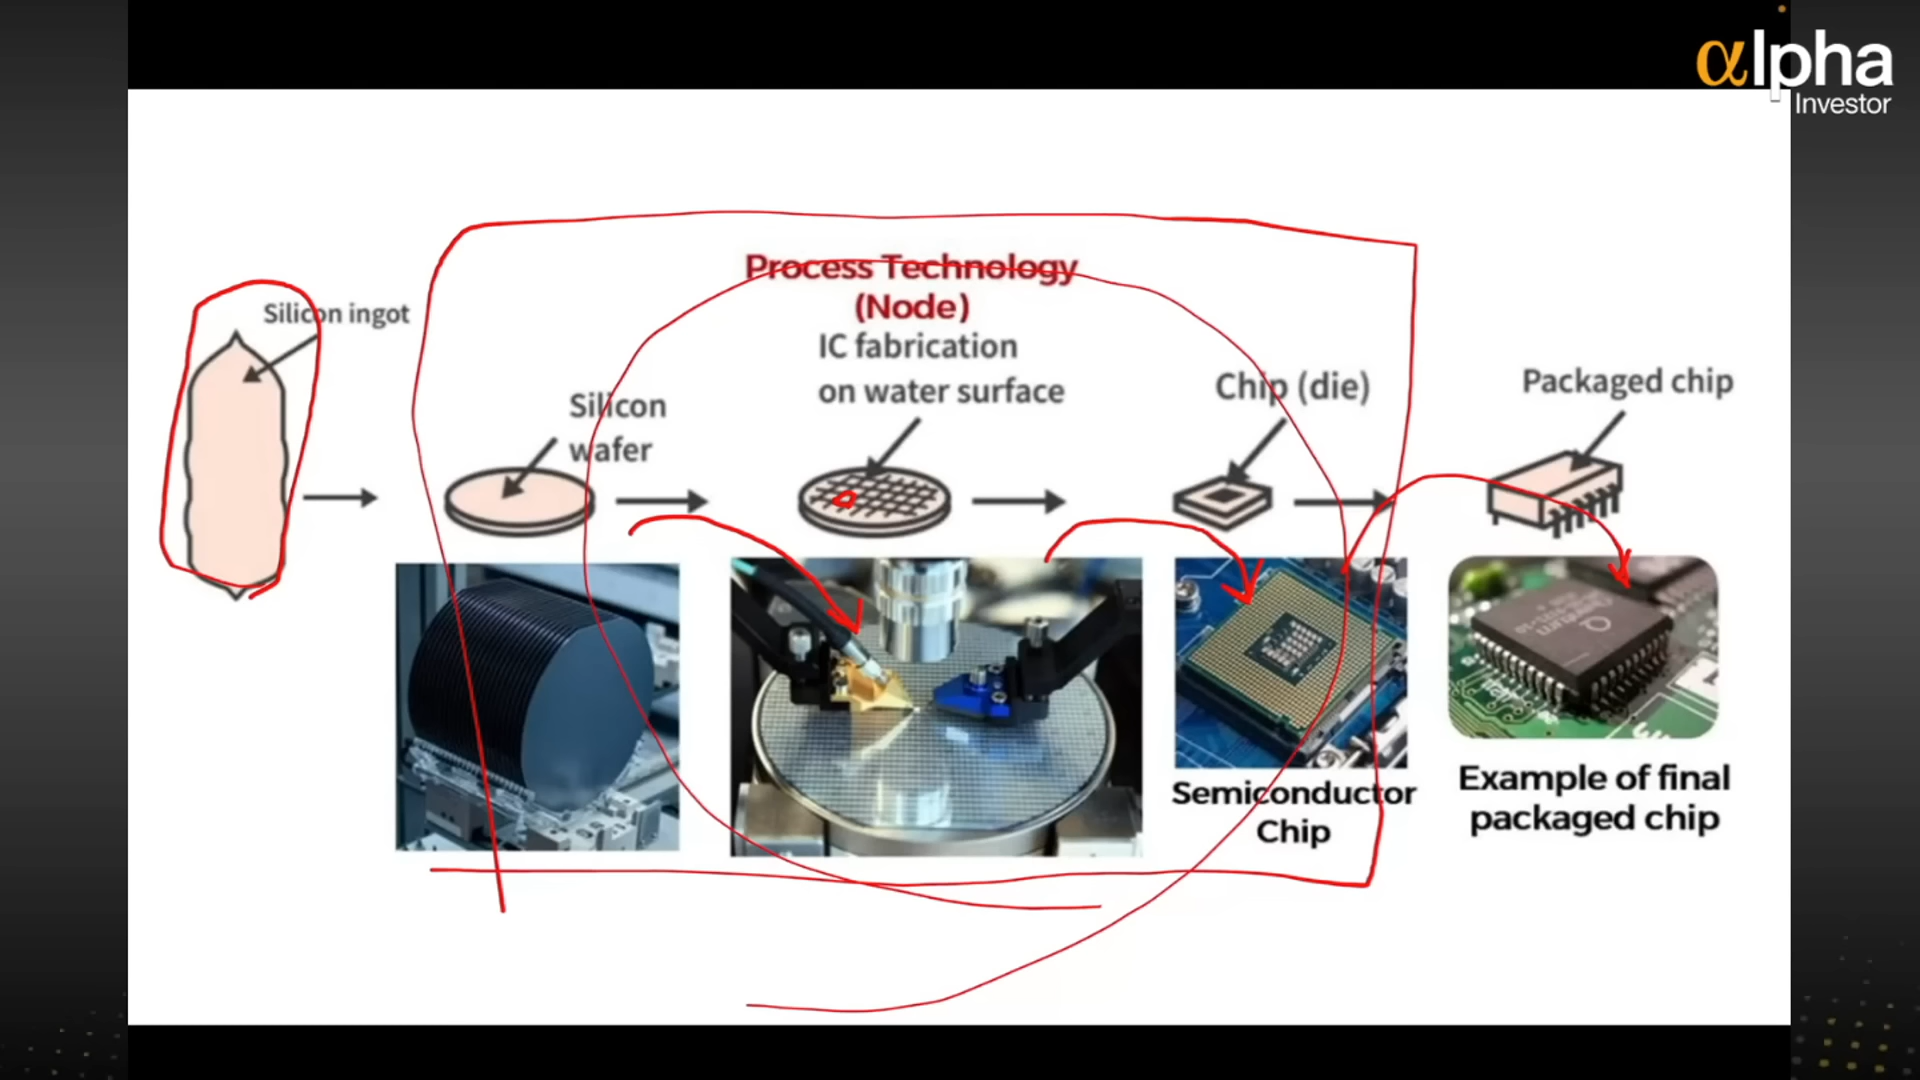 αlpha
Investor
Process Technology
(Node)
Silicon ingot
IC fabrication
on water surface
Silicon
wafer
Chip (die)
Packaged chip
Semiconductor
Chip
Example of final
packaged chip